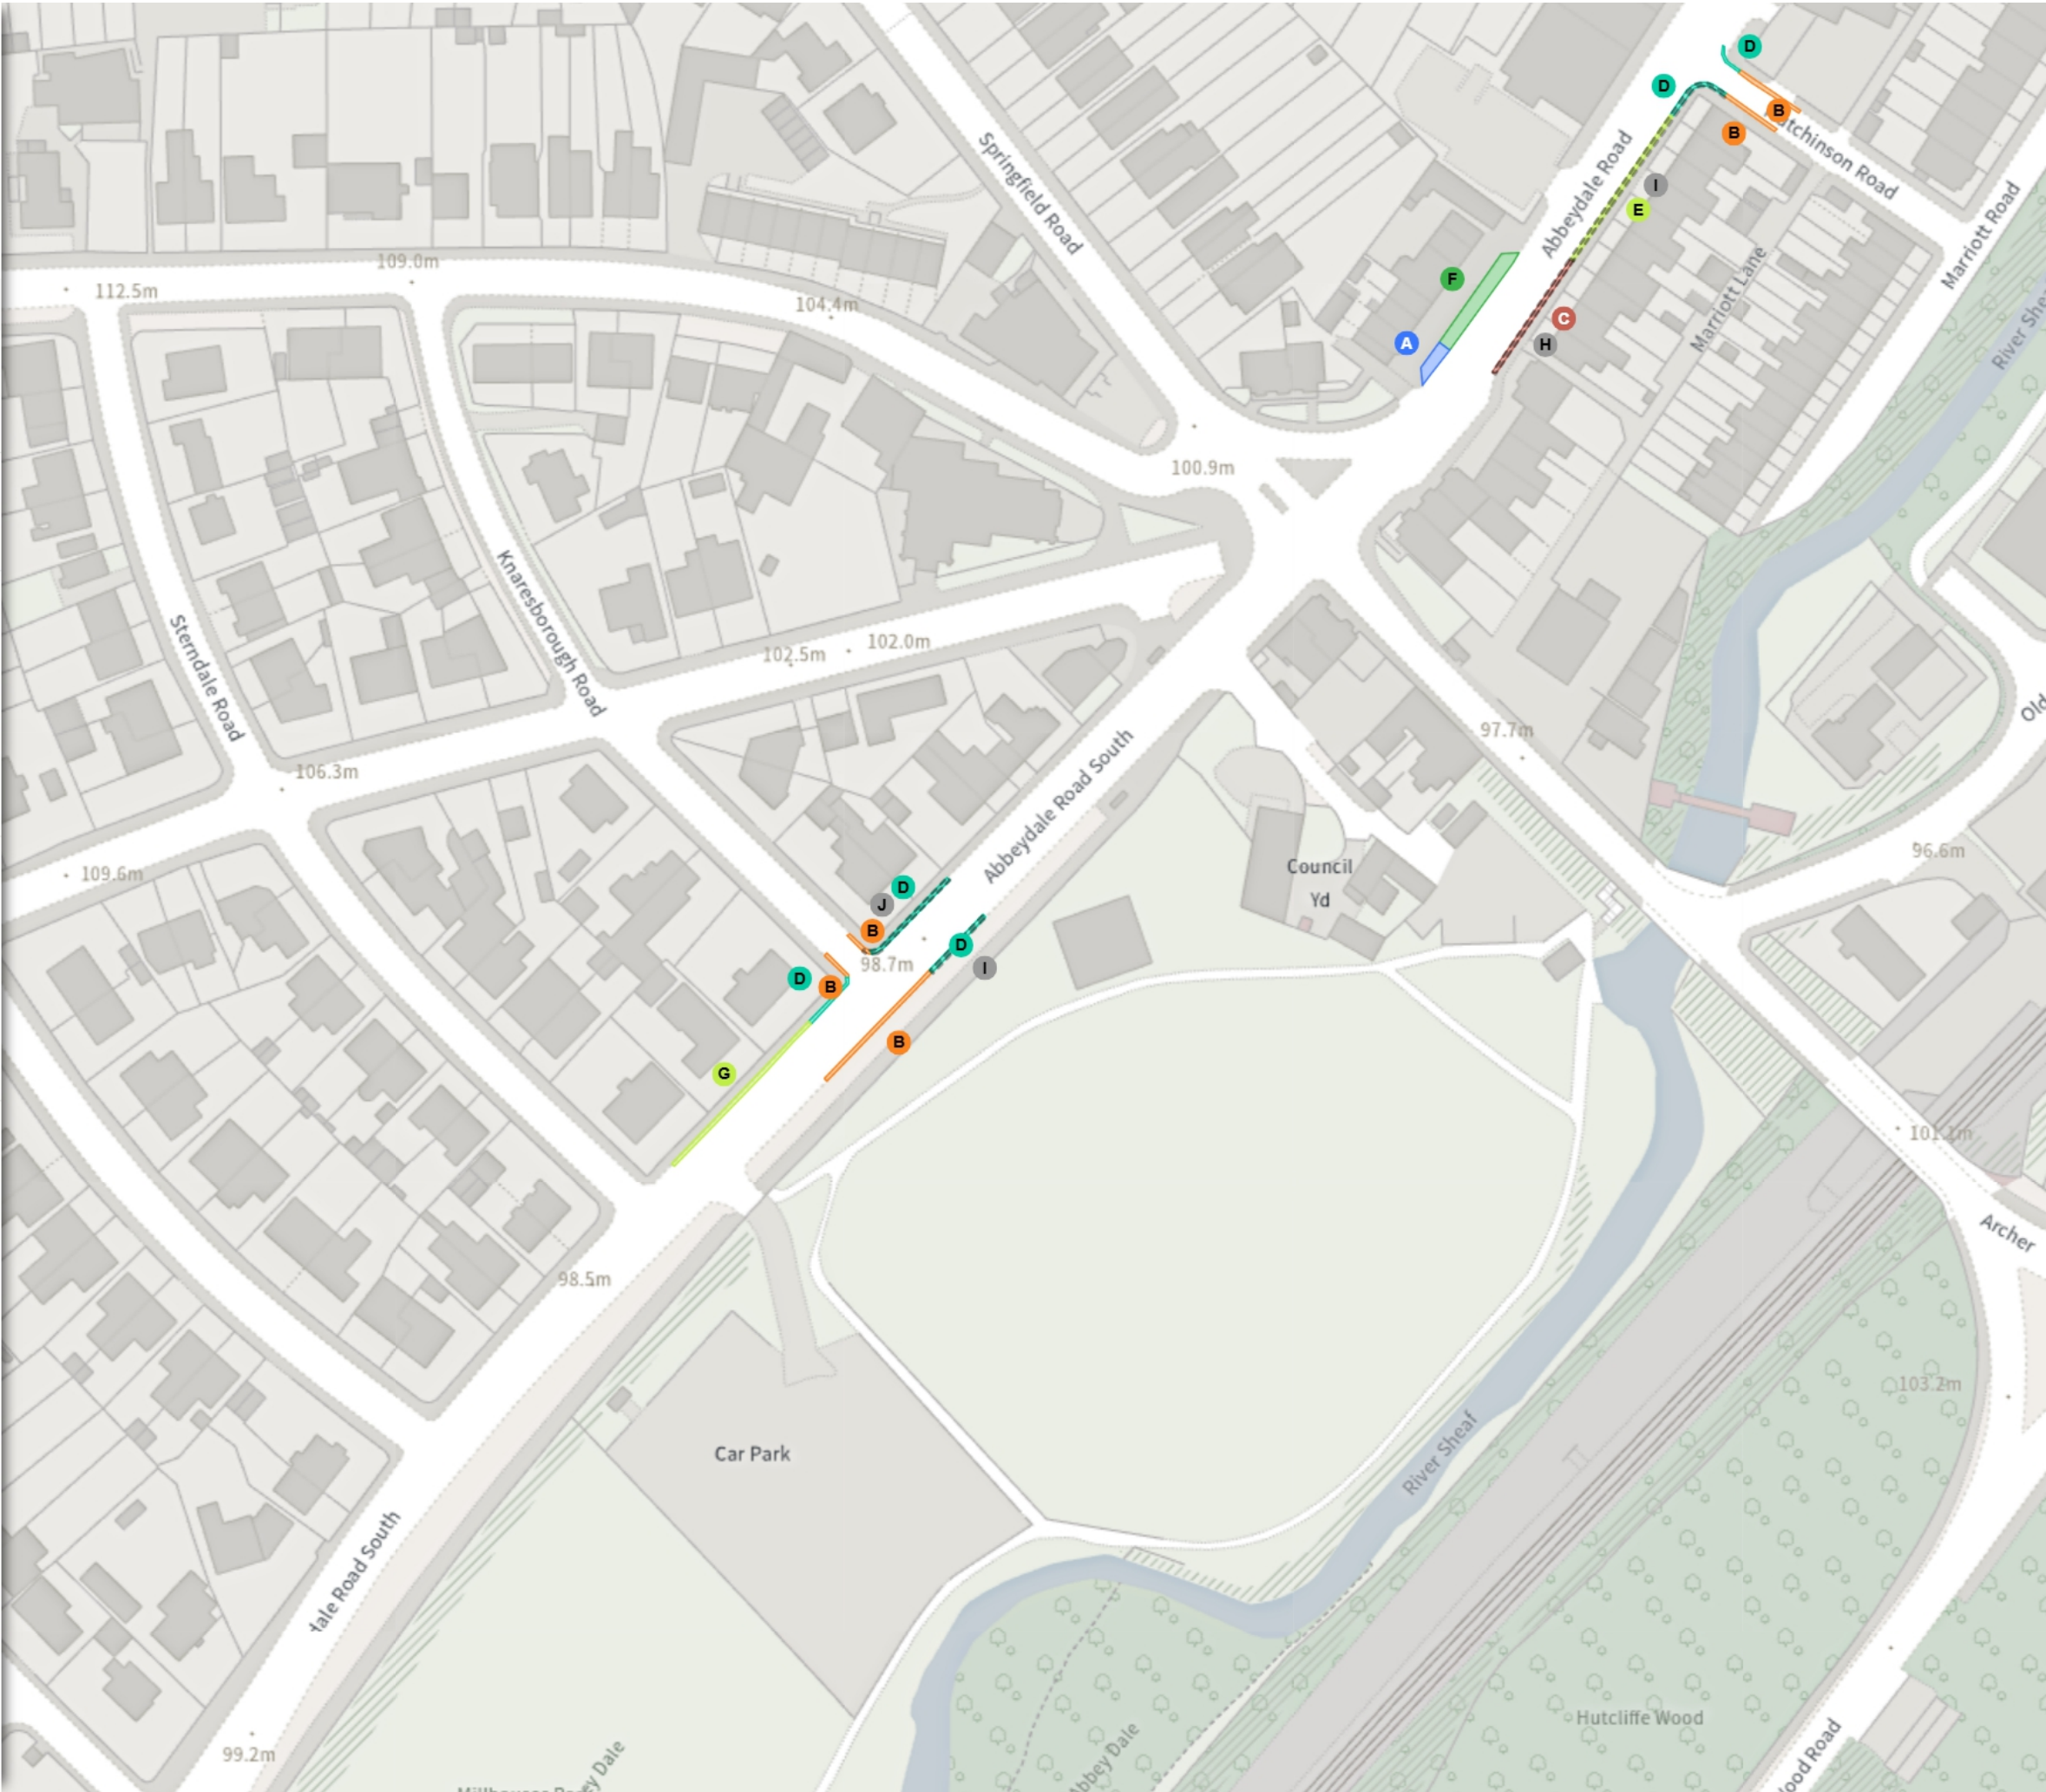 D
D
B
B
utchinson Road
Springfield Road
Abbeydale Road
I
E
Marriott Road
109.0m
112.5m
104.4m
F
A
C
H
Marriott Lane
River She
100.9m
Knaresborough Road
Sterndale Road
102.0m
102.5m
97.7m
Old
106.3m
Abbeydale Road South
109.6m
Council
Yd
96.6m
D
J
B
98.7m
D
I
D
B
B
G
101.1m
Archer
98.5m
103.2m
Car Park
River Sheaf
dale Road South
Hutcliffe Wood
99.2m
ey Dale
Abbey Dale
ood Road